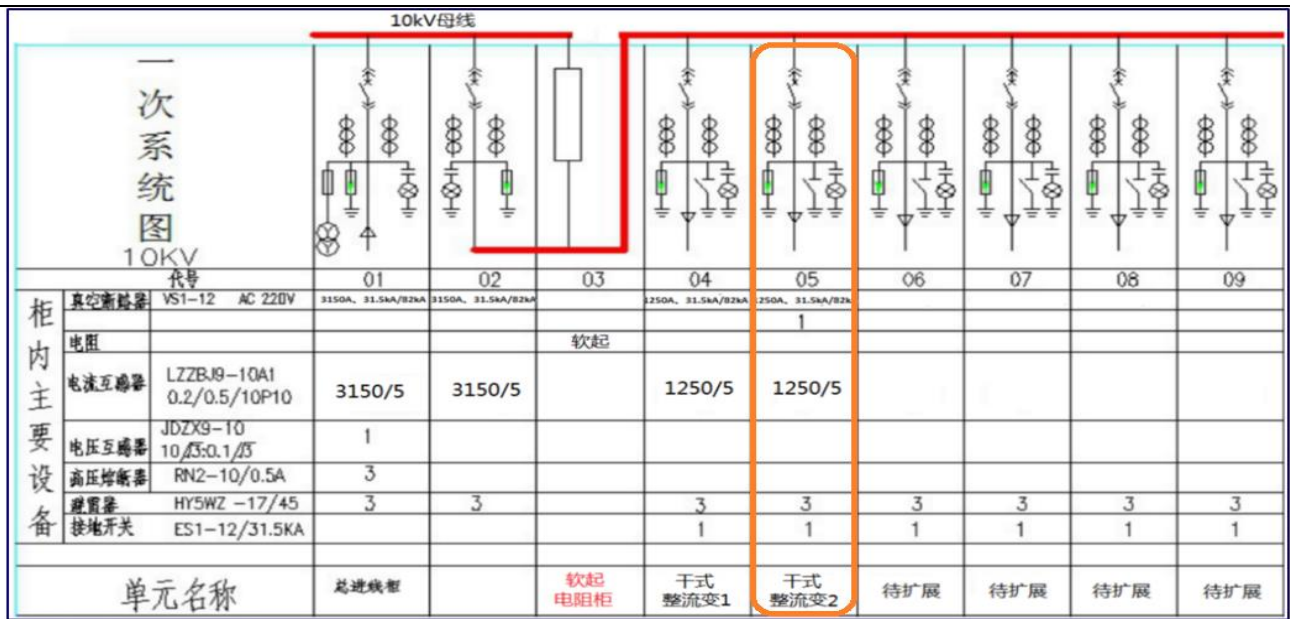 10kV母线
一次系统图
10KV
代号 01 02 03 04 05 06 07 08 09
柜内主要设备
真空断路器 VS1-12 AC 220V 3150A、31.5kA/82kA 3150A、31.5kA/82kA 1250A、31.5kA/82kA 1250A、31.5kA/82k
1
电阻 软起
电流互感器 LZZBJ9-10A1 0.2/0.5/10P10 3150/5 3150/5 1250/5 1250/5
电压互感器 JDZX9-10 10/√3:0.1/√3 1
高压熔断器 RN2-10/0.5A 3
避雷器 HY5WZ -17/45 3 3 3 3 3 3 3 3
接地开关 ES1-12/31.5KA 1 1 1 1 1 1
单元名称 总进线柜 软起电阻柜 干式整流变1 干式整流变2 待扩展 待扩展 待扩展 待扩展